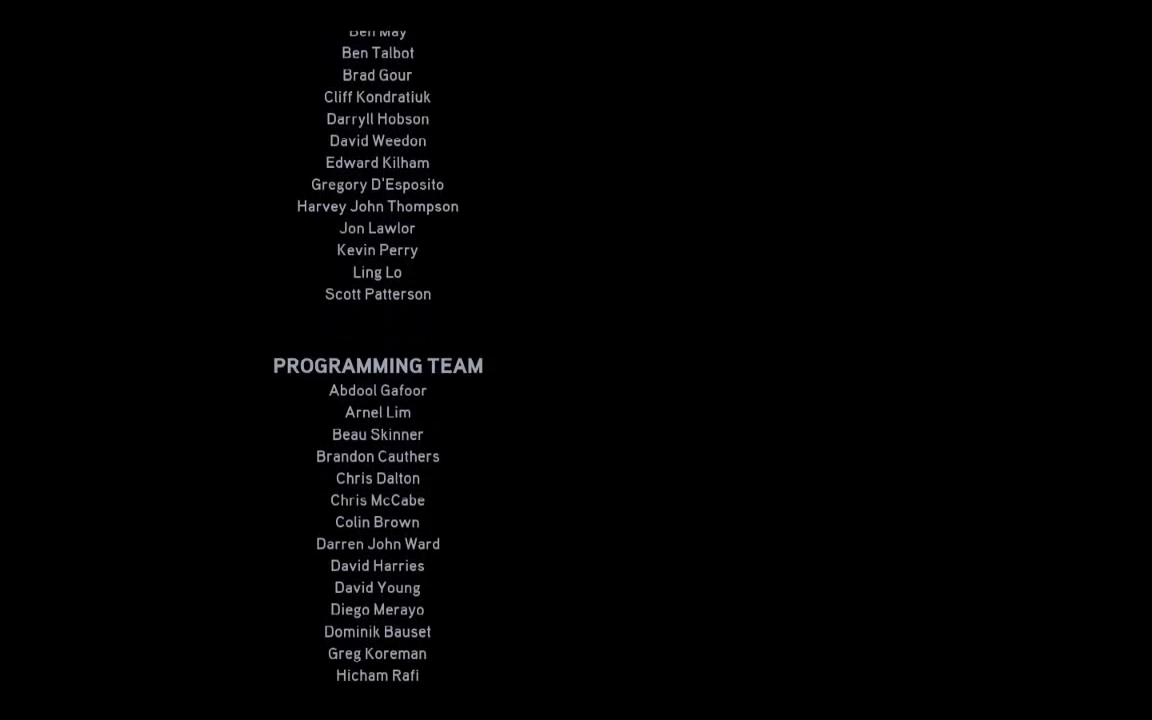 Ben May
Ben Talbot
Brad Gour
Cliff Kondratiuk
Darryll Hobson
David Weedon
Edward Kilham
Gregory D'Esposito
Harvey John Thompson
Jon Lawlor
Kevin Perry
Ling Lo
Scott Patterson
PROGRAMMING TEAM
Abdool Gafoor
Arnel Lim
Beau Skinner
Brandon Cauthers
Chris Dalton
Chris McCabe
Colin Brown
Darren John Ward
David Harries
David Young
Diego Merayo
Dominik Bauset
Greg Koreman
Hicham Rafi